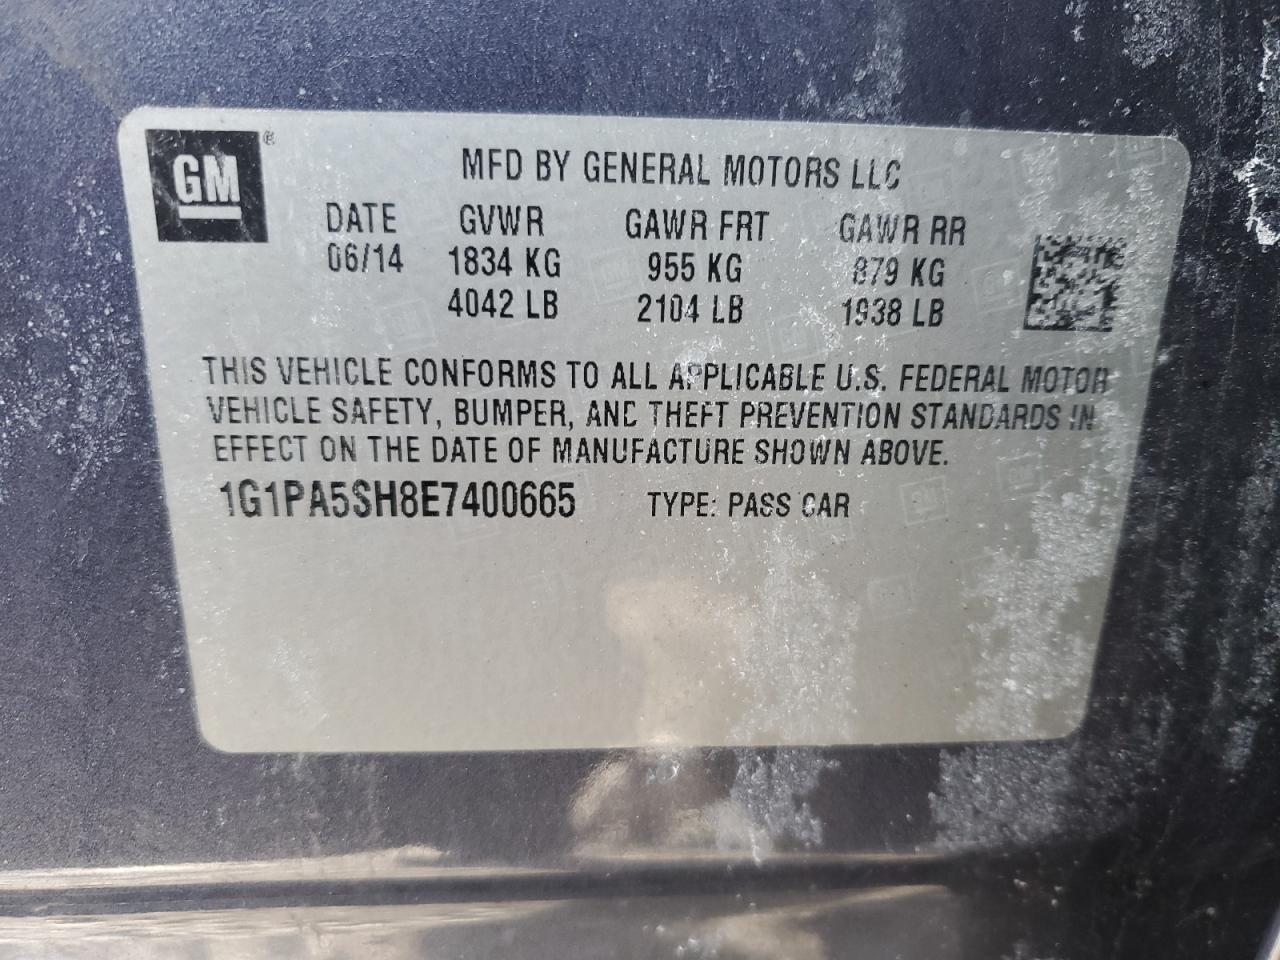 GM ®
MFD BY GENERAL MOTORS LLC
DATE GVWR GAWR FRT GAWR RR
06/14 1834 KG 955 KG 879 KG
4042 LB 2104 LB 1938 LB
THIS VEHICLE CONFORMS TO ALL APPLICABLE U.S. FEDERAL MOTOR
VEHICLE SAFETY, BUMPER, AND THEFT PREVENTION STANDARDS IN
EFFECT ON THE DATE OF MANUFACTURE SHOWN ABOVE.
1G1PA5SH8E7400665 TYPE: PASS CAR